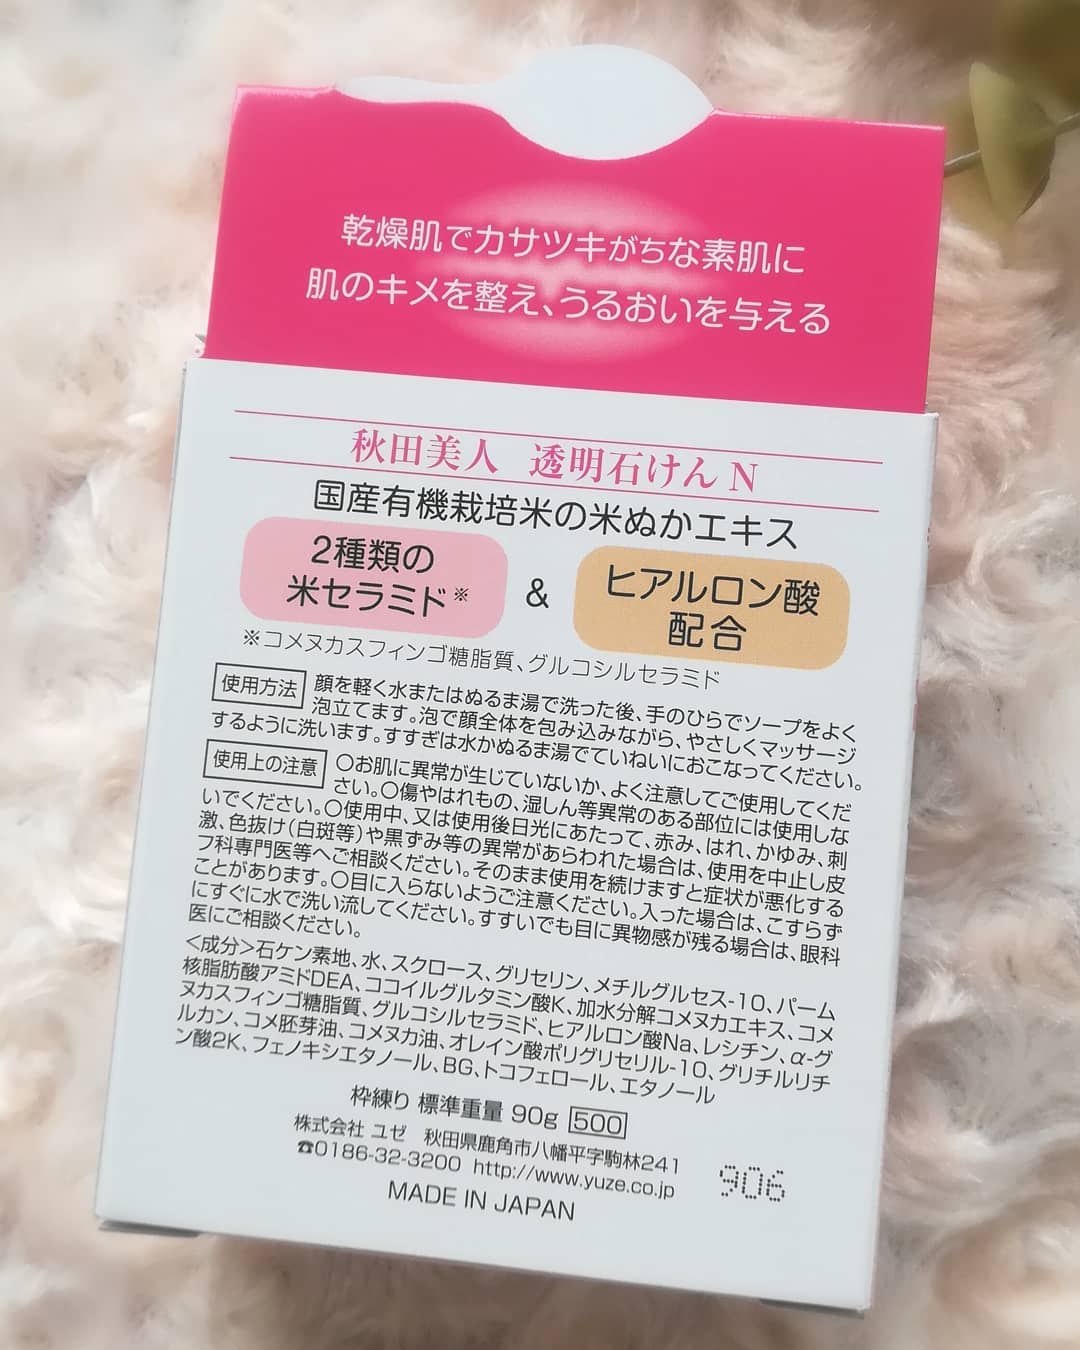 乾燥肌でカサツキがちな素肌に
肌のキメを整え、うるおいを与える
秋田美人 透明石けんN
国産有機栽培米の米ぬかエキス
2種類の
米セラミド※
&
ヒアルロン酸
配合
※コメヌカスフィンゴ糖脂質、グルコシルセラミド
使用方法 顔を軽く水またはぬるま湯で洗った後、手のひらでソープをよく
泡立てます。泡で顔全体を包み込みながら、やさしくマッサージ
するように洗います。すすぎは水かぬるま湯でていねいにおこなってください。
使用上の注意 〇お肌に異常が生じていないか、よく注意してご使用してくだ
さい。〇傷やはれもの、湿しん等異常のある部位には使用しな
いでください。〇使用中、又は使用後日光にあたって、赤み、はれ、かゆみ、刺
激、色抜け(白斑等)や黒ずみ等の異常があらわれた場合は、使用を中止し皮
フ科専門医等へご相談ください。そのまま使用を続けますと症状が悪化する
ことがあります。〇目に入らないようご注意ください。入った場合は、こすらず
にすぐに水で洗い流してください。すすいでも目に異物感が残る場合は、眼科
医にご相談ください。
<成分>石ケン素地、水、スクロース、グリセリン、メチルグルセス-10、パーム
核脂肪酸アミドDEA、ココイルグルタミン酸K、加水分解コメヌカエキス、コメ
ヌカスフィンゴ糖脂質、グルコシルセラミド、ヒアルロン酸Na、レシチン、α-グ
ルカン、コメ胚芽油、コメヌカ油、オレイン酸ポリグリセリル-10、グリチルリチ
ン酸2K、フェノキシエタノール、BG、トコフェロール、エタノール
枠練り 標準重量 90g 500
株式会社 ユゼ 秋田県鹿角市八幡平字駒林241
☎0186-32-3200 http://www.yuze.co.jp
906
MADE IN JAPAN